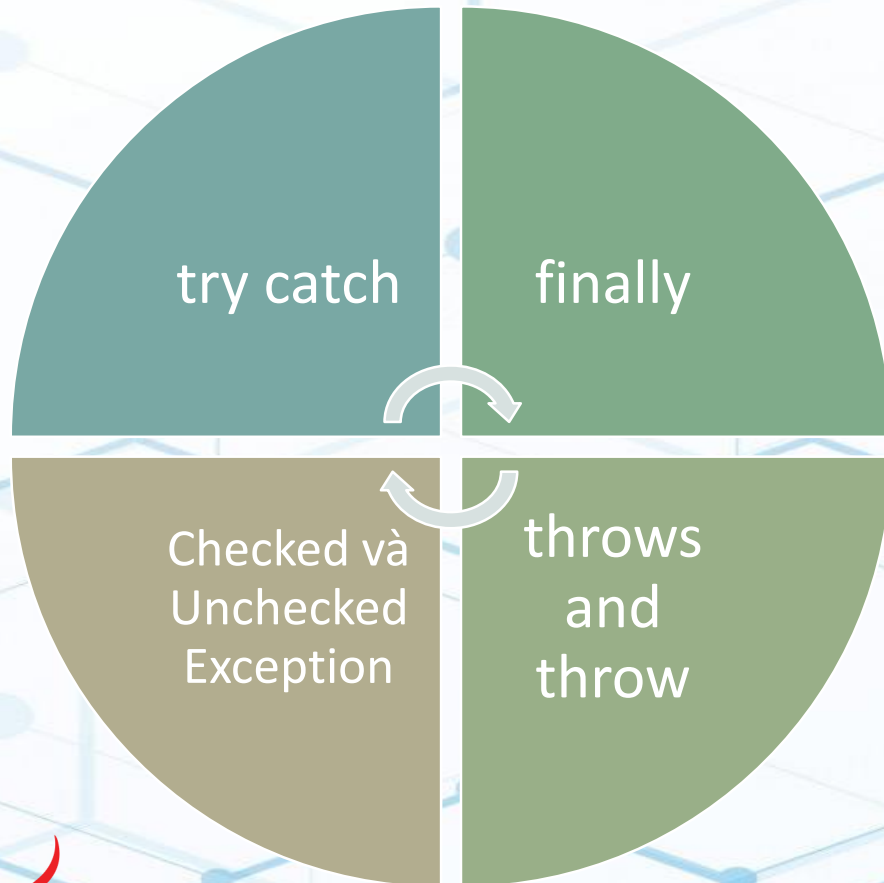 try catch
finally
Checked và
Unchecked
Exception
throws
and
throw